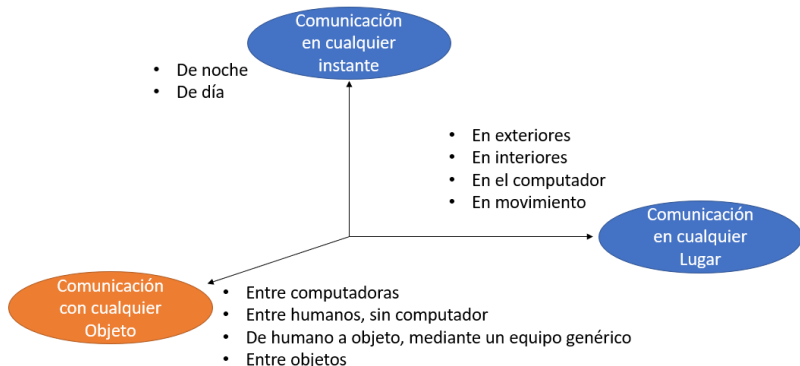 Comunicación
en cualquier
instante
• De noche
• De día
• En exteriores
• En interiores
• En el computador
• En movimiento
Comunicación
en cualquier
Lugar
Comunicación
con cualquier
Objeto
• Entre computadoras
• Entre humanos, sin computador
• De humano a objeto, mediante un equipo genérico
• Entre objetos